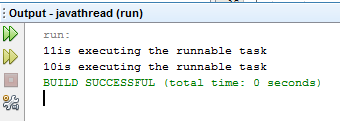 Output - javathread (run)
run:
11is executing the runnable task
10is executing the runnable task
BUILD SUCCESSFUL (total time: 0 seconds)